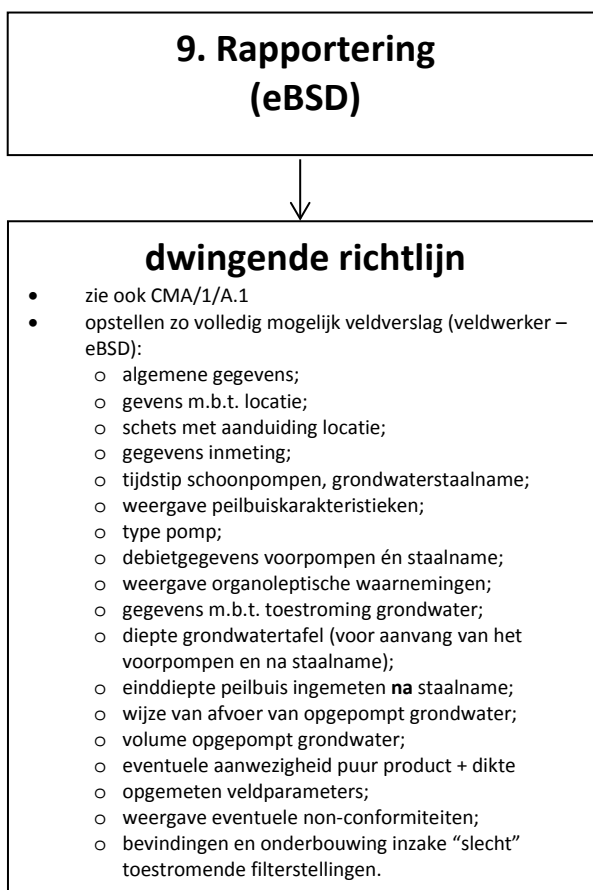 9. Rapportering
(eBSD)
dwingende richtlijn
• zie ook CMA/1/A.1
• opstellen zo volledig mogelijk veldverslag (veldwerker –
eBSD):
o algemene gegevens;
o gevens m.b.t. locatie;
o schets met aanduiding locatie;
o gegevens inmeting;
o tijdstip schoonpompen, grondwaterstaalname;
o weergave peilbuiskarakteristieken;
o type pomp;
o debietgegevens voorpompen én staalname;
o weergave organoleptische waarnemingen;
o gegevens m.b.t. toestroming grondwater;
o diepte grondwatertafel (voor aanvang van het
voorpompen en na staalname);
o einddiepte peilbuis ingemeten na staalname;
o wijze van afvoer van opgepompt grondwater;
o volume opgepompt grondwater;
o eventuele aanwezigheid puur product + dikte
o opgemeten veldparameters;
o weergave eventuele non-conformiteiten;
o bevindingen en onderbouwing inzake “slecht”
toestromende filterstellingen.